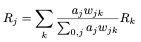 R_j = \sum_k \frac{a_j w_{jk}}{\sum_{0,j} a_j w_{jk}} R_k